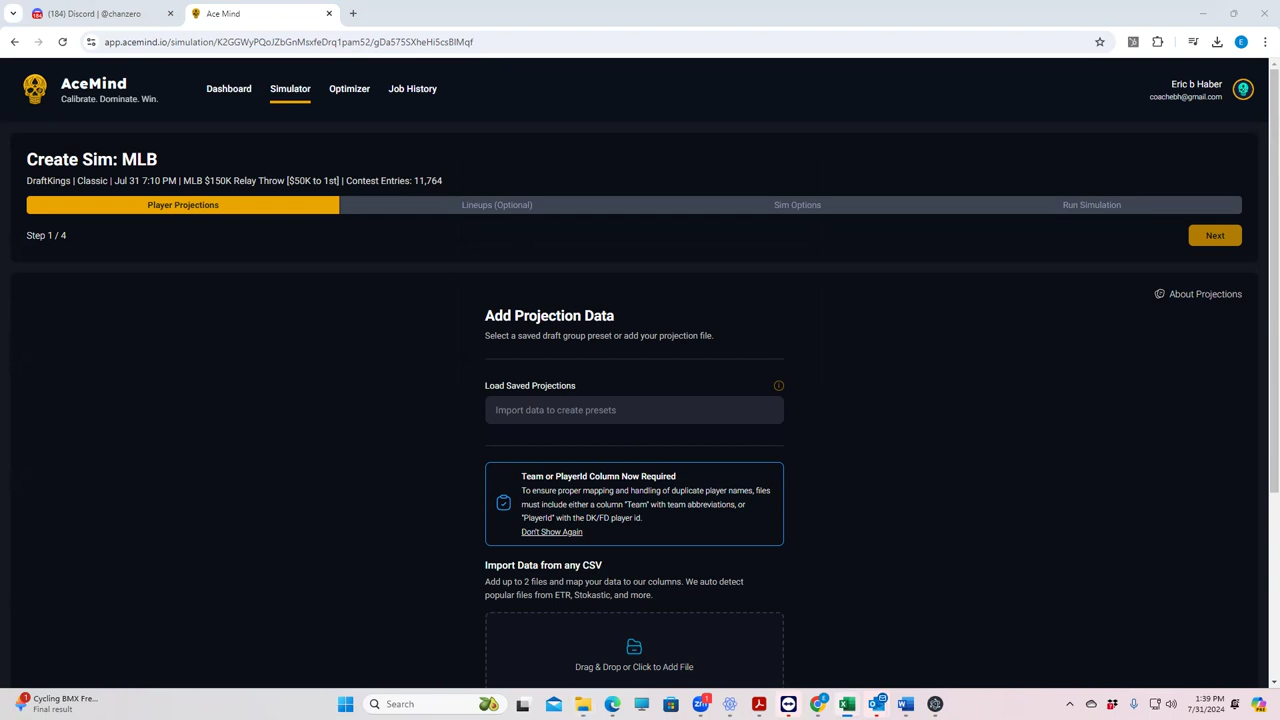 (184) Discord | @chanzero
Ace Mind
app.acemind.io/simulation/K2GGWyPQoJZbGnMsxfeDrq1pam52/gDa575SXheHi5csBIMqf
E
AceMind
Calibrate. Dominate. Win.
Dashboard
Simulator
Optimizer
Job History
Eric b Haber
coachebh@gmail.com
Create Sim: MLB
DraftKings | Classic | Jul 31 7:10 PM | MLB $150K Relay Throw [$50K to 1st] | Contest Entries: 11,764
Player Projections
Lineups (Optional)
Sim Options
Run Simulation
Step 1 / 4
Next
About Projections
Add Projection Data
Select a saved draft group preset or add your projection file.
Load Saved Projections
Import data to create presets
Team or PlayerId Column Now Required
To ensure proper mapping and handling of duplicate player names, files
must include either a column "Team" with team abbreviations, or
"PlayerId" with the DK/FD player id.
Don't Show Again
Import Data from any CSV
Add up to 2 files and map your data to our columns. We auto detect
popular files from ETR, Stokastic, and more.
Drag & Drop or Click to Add File
1
Cycling BMX Fre...
Final result
Search
1:39 PM
7/31/2024